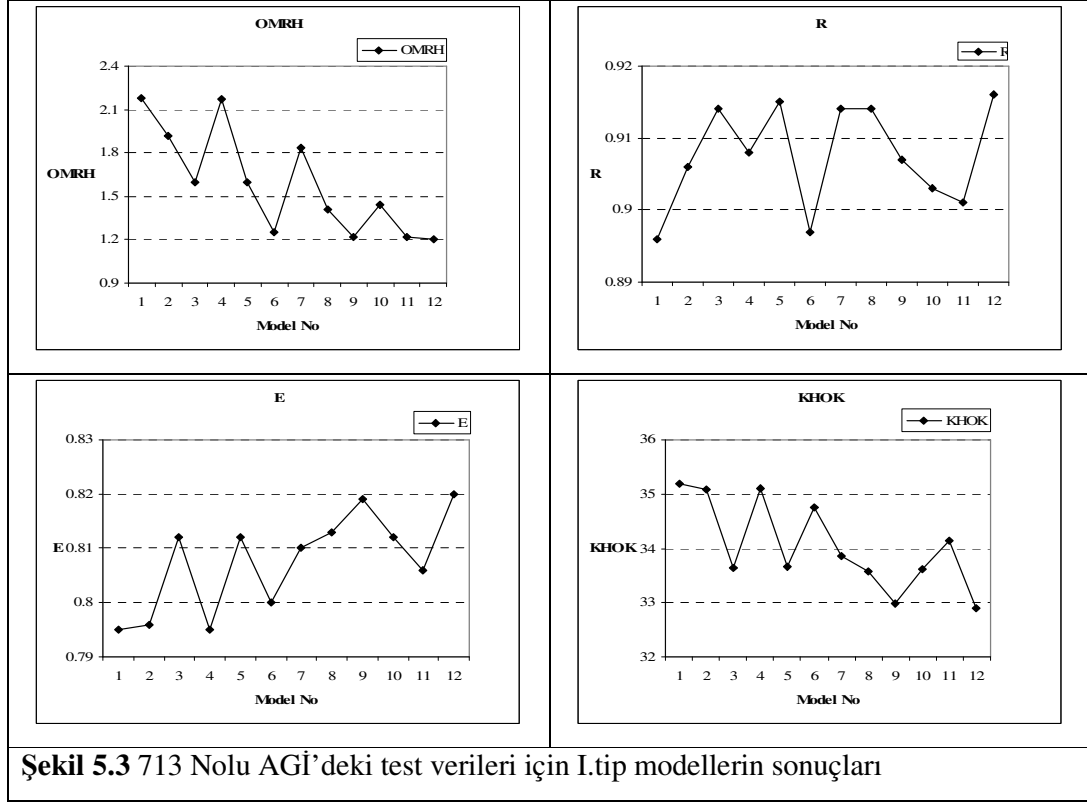 OMRH
OMRH
2.4
2.1
1.8
OMRH
1.5
1.2
0.9
1 2 3 4 5 6 7 8 9 10 11 12
Model No
R
R
0.92
0.91
R
0.9
0.89
1 2 3 4 5 6 7 8 9 10 11 12
Model No
E
E
0.83
0.82
E 0.81
0.8
0.79
1 2 3 4 5 6 7 8 9 10 11 12
Model No
KHOK
KHOK
36
35
KHOK 34
33
32
1 2 3 4 5 6 7 8 9 10 11 12
Model No
Şekil 5.3 713 Nolu AGİ’deki test verileri için I.tip modellerin sonuçları